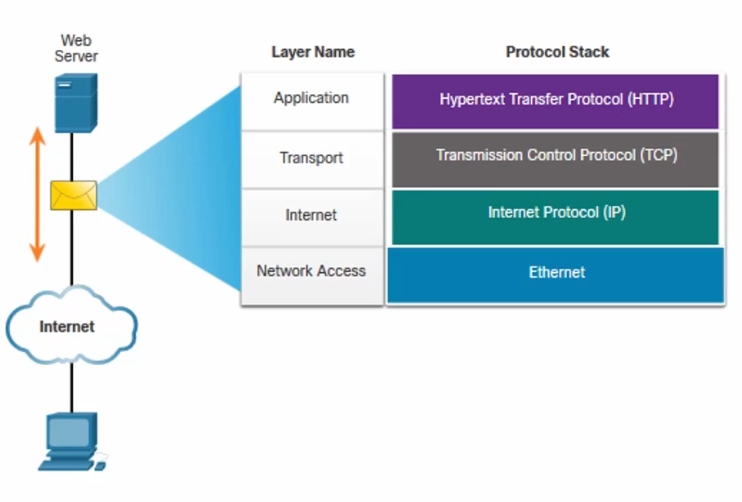 Web
Server
Layer Name
Protocol Stack
Application
Hypertext Transfer Protocol (HTTP)
Transport
Transmission Control Protocol (TCP)
Internet
Internet Protocol (IP)
Network Access
Ethernet
Internet